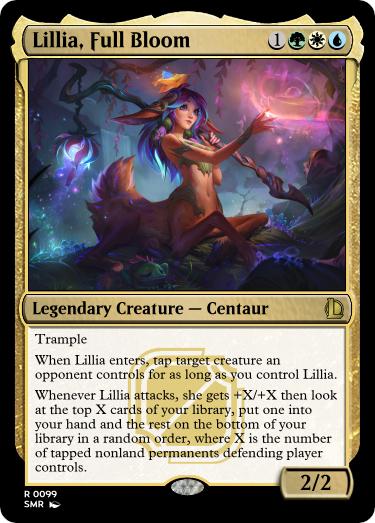 Lillia, Full Bloom 1
Legendary Creature — Centaur
Trample
When Lillia enters, tap target creature an
opponent controls for as long as you control Lillia.
Whenever Lillia attacks, she gets +X/+X then look
at the top X cards of your library, put one into
your hand and the rest on the bottom of your
library in a random order, where X is the number
of tapped nonland permanents defending player
controls.
2/2
R 0099
SMR